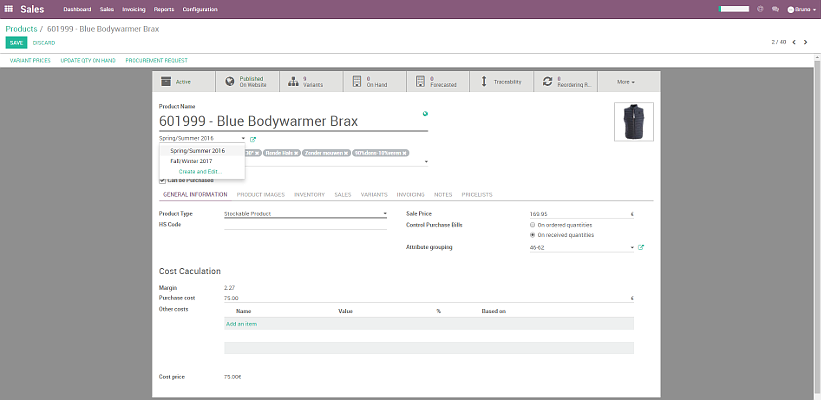 Sales Dashboard Sales Invoicing Reports Configuration Bruno
Products / 601999 - Blue Bodywarmer Brax
SAVE DISCARD 2 / 40
VARIANT PRICES UPDATE QTY ON HAND PROCUREMENT REQUEST
Active
Published On Website
9 Variants
0 On Hand
0 Forecasted
Traceability
0 Reordering R...
More
Product Name
601999 - Blue Bodywarmer Brax
Spring/Summer 2016
Spring/Summer 2016
Fall/Winter 2017
Create and Edit...
Ronde Hals Zonder mouwen
Can be Purchased
GENERAL INFORMATION PRODUCT IMAGES INVENTORY SALES VARIANTS INVOICING NOTES PRICELISTS
Product Type Stockable Product Sale Price 169.95 €
HS Code Control Purchase Bills On ordered quantities
On received quantities
Attribute grouping 46-62
Cost Caculation
Margin 2.27
Purchase cost 75.00 €
Other costs Name Value % Based on
Add an item
Cost price 75.00€